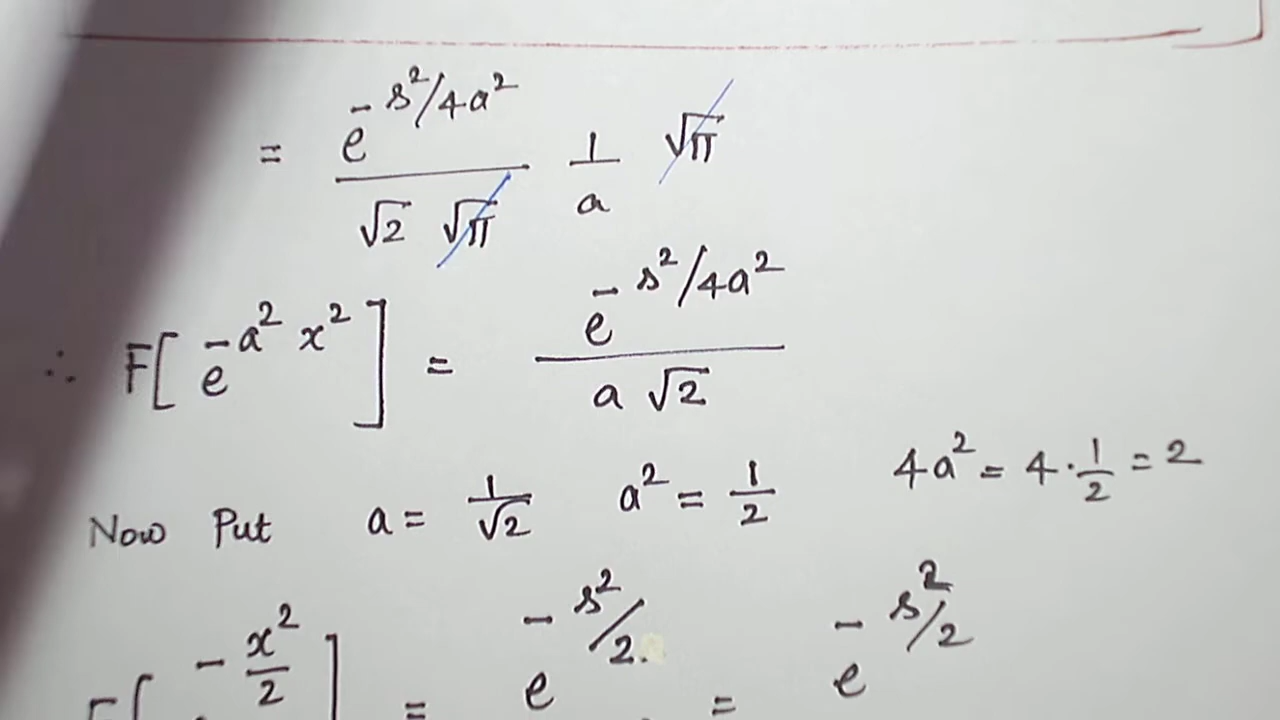 = e^{-s²/4a²} / √2 √π · 1/a √π
∴ F[e^{-a² x²}] = e^{-s²/4a²} / a √2
Now Put a = 1/√2 a² = 1/2 4a² = 4·1/2 = 2
F[e^{-x²/2}] = e^{-s²/2} = e^{-s²/2}